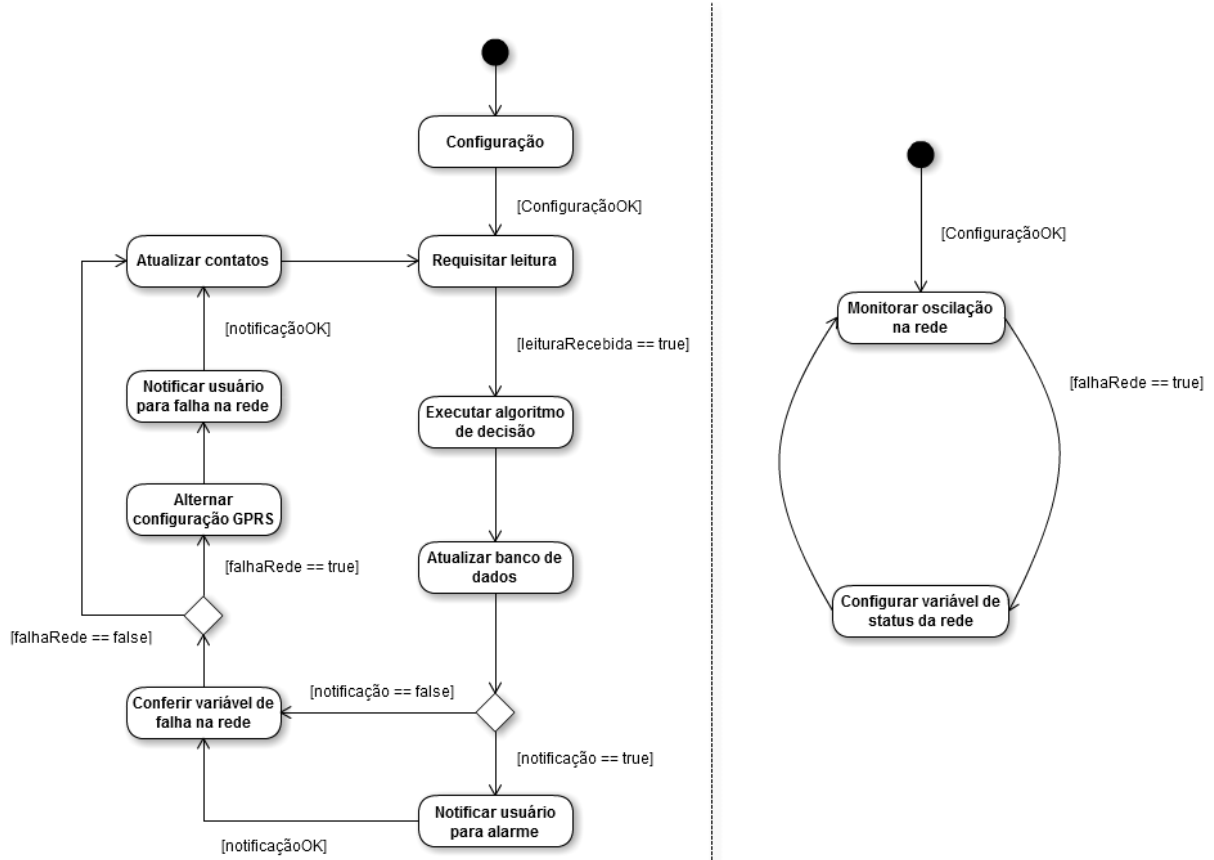 Configuração
[ConfiguraçãoOK]
Requisitar leitura
[leituraRecebida == true]
Executar algoritmo
de decisão
Atualizar banco de
dados
[notificação == false]
[notificação == true]
Notificar usuário
para alarme
[notificaçãoOK]
Conferir variável de
falha na rede
[falhaRede == false]
[falhaRede == true]
Alternar
configuração GPRS
Notificar usuário
para falha na rede
[notificaçãoOK]
Atualizar contatos
[ConfiguraçãoOK]
Monitorar oscilação
na rede
[falhaRede == true]
Configurar variável de
status da rede